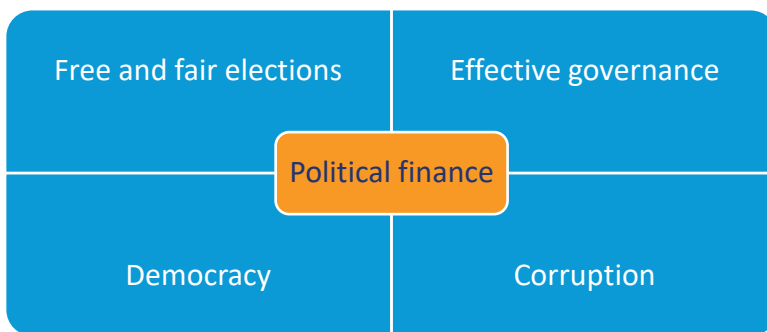 Free and fair elections
Effective governance
Political finance
Democracy
Corruption